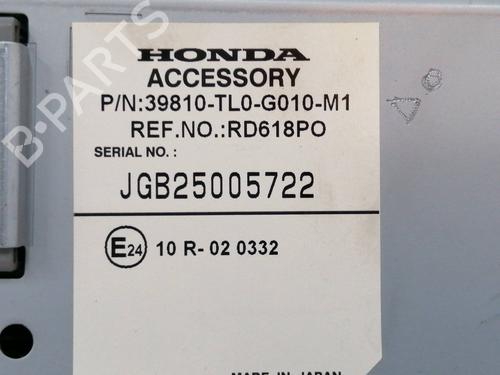 HONDA
ACCESSORY
P/N:39810-TL0-G010-M1
REF.NO.:RD618PO
SERIAL NO. :
JGB25005722
E24 10 R- 02 0332
MADE IN JAPAN
B-PARTS